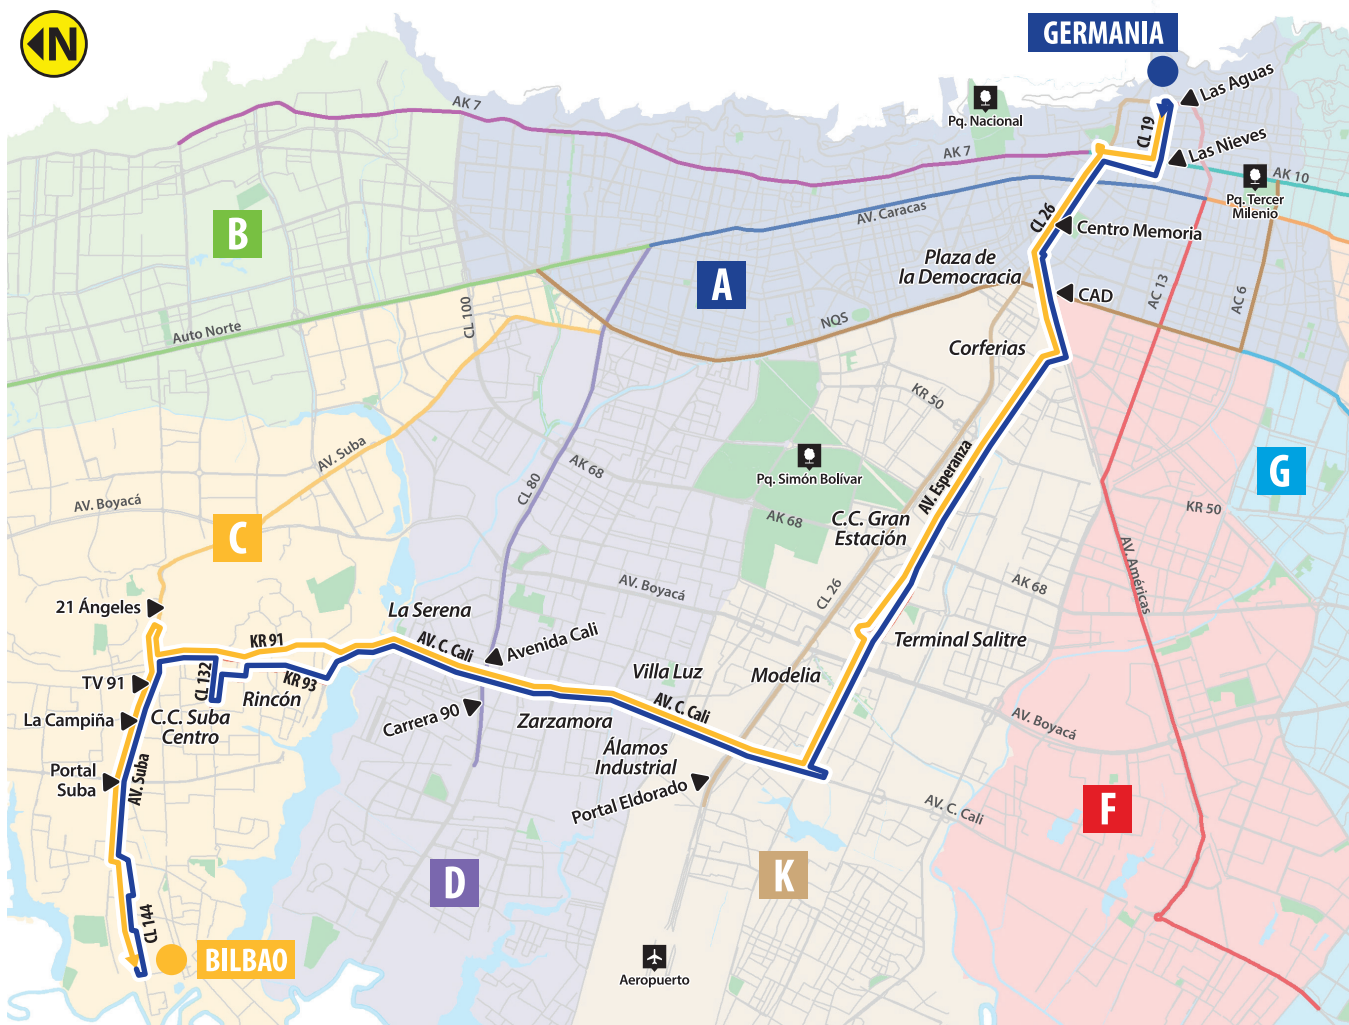 N
GERMANIA
Las Aguas
AK 7
Pq. Nacional
CL 19
Las Nieves
AK 7
AK 10
Pq. Tercer
Milenio
AV. Caracas
CL 26
Centro Memoria
B
Plaza de
la Democracia
A
CAD
AC 13
AC 6
CL 100
Auto Norte
NQS
Corferias
KR 50
AV. Suba
AK 68
CL 80
Pq. Simón Bolívar
AV. Esperanza
G
AV. Boyacá
KR 50
C
AK 68
C.C. Gran
Estación
AV. Américas
AV. Boyacá
CL 26
AK 68
21 Ángeles
La Serena
KR 91
AV. C. Cali
Avenida Cali
Terminal Salitre
Villa Luz
Modelia
TV 91
CL 132
KR 93
Rincón
La Campiña
C.C. Suba
Centro
Carrera 90
Zarzamora
AV. C. Cali
AV. Boyacá
Álamos
Industrial
Portal
Suba
AV. Suba
Portal Eldorado
AV. C. Cali
F
D
K
CL 144
BILBAO
Aeropuerto